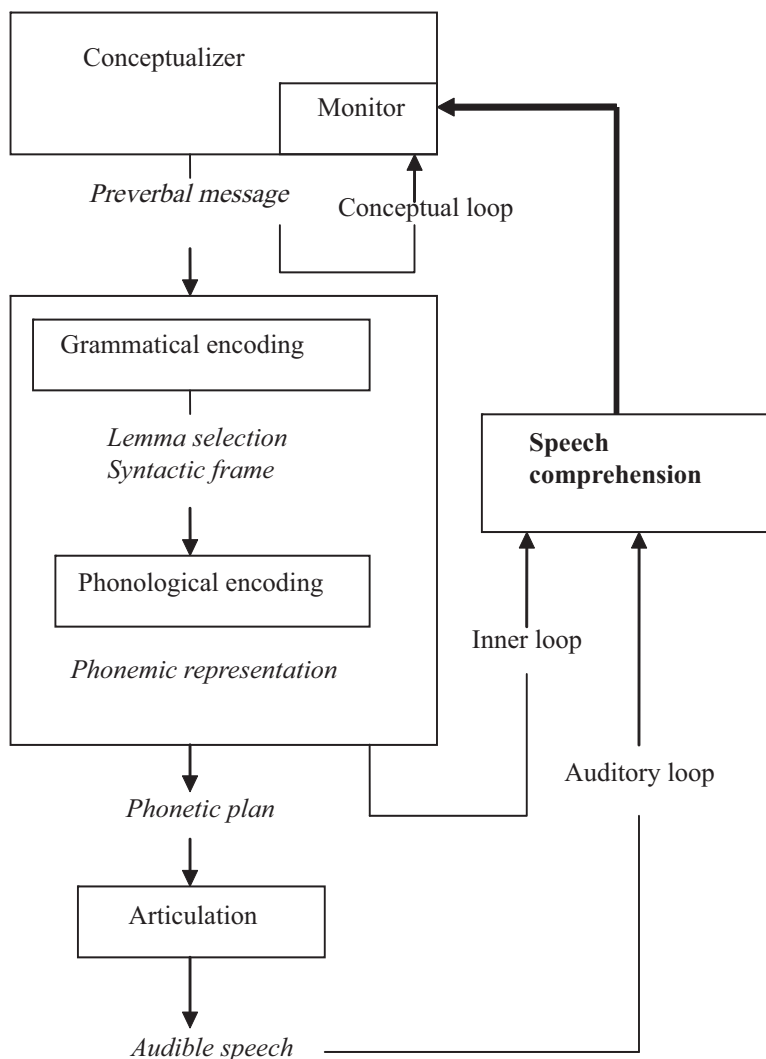 Conceptualizer
Monitor
Preverbal message
Conceptual loop
Grammatical encoding
Lemma selection
Syntactic frame
Speech
comprehension
Phonological encoding
Inner loop
Phonemic representation
Auditory loop
Phonetic plan
Articulation
Audible speech